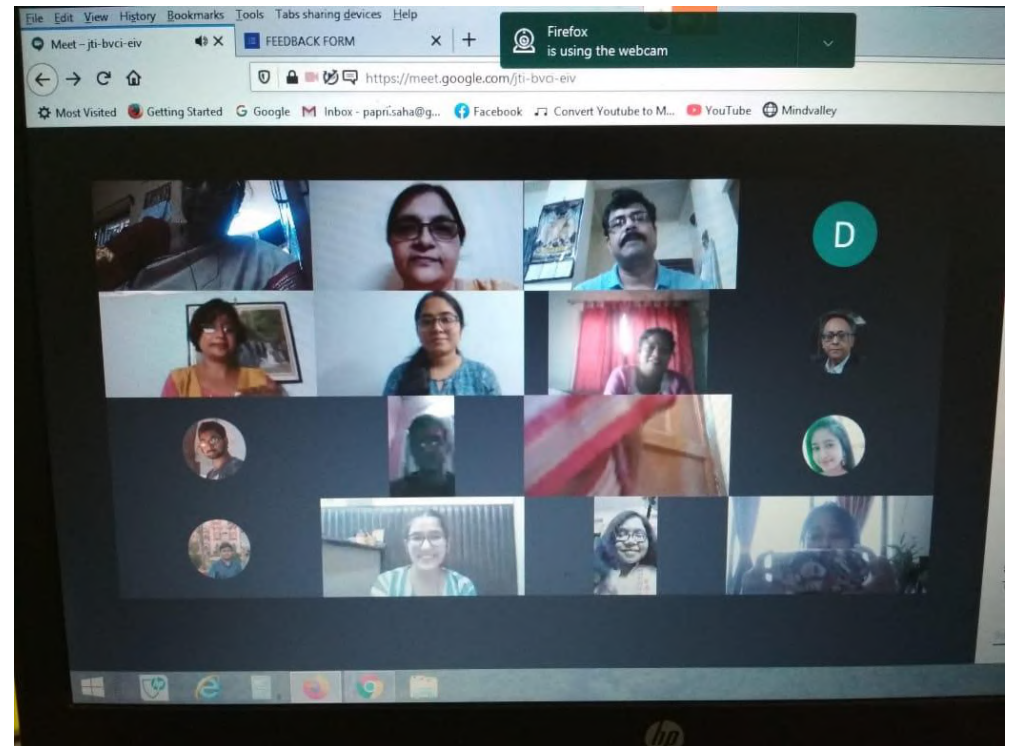 File Edit View History Bookmarks Tools Tabs sharing devices Help
Meet – jti-bvci-eiv
FEEDBACK FORM
Firefox
is using the webcam
https://meet.google.com/jti-bvci-eiv
Most Visited Getting Started Google Inbox - papri.saha@g... Facebook Convert Youtube to M... YouTube Mindvalley
D
hp